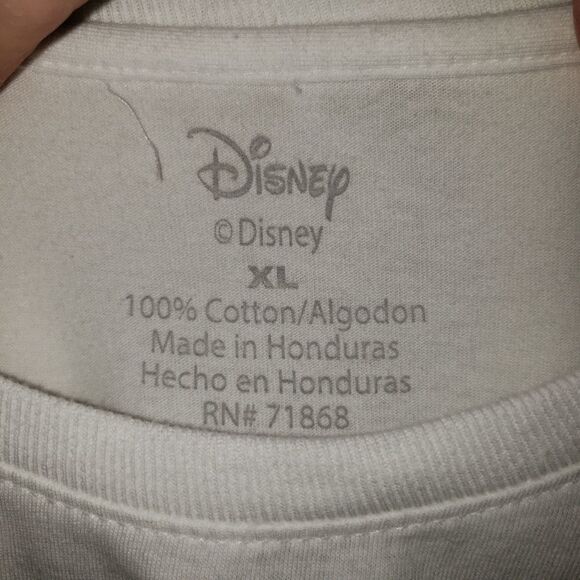 Disney
©Disney
XL
100% Cotton/Algodon
Made in Honduras
Hecho en Honduras
RN# 71868